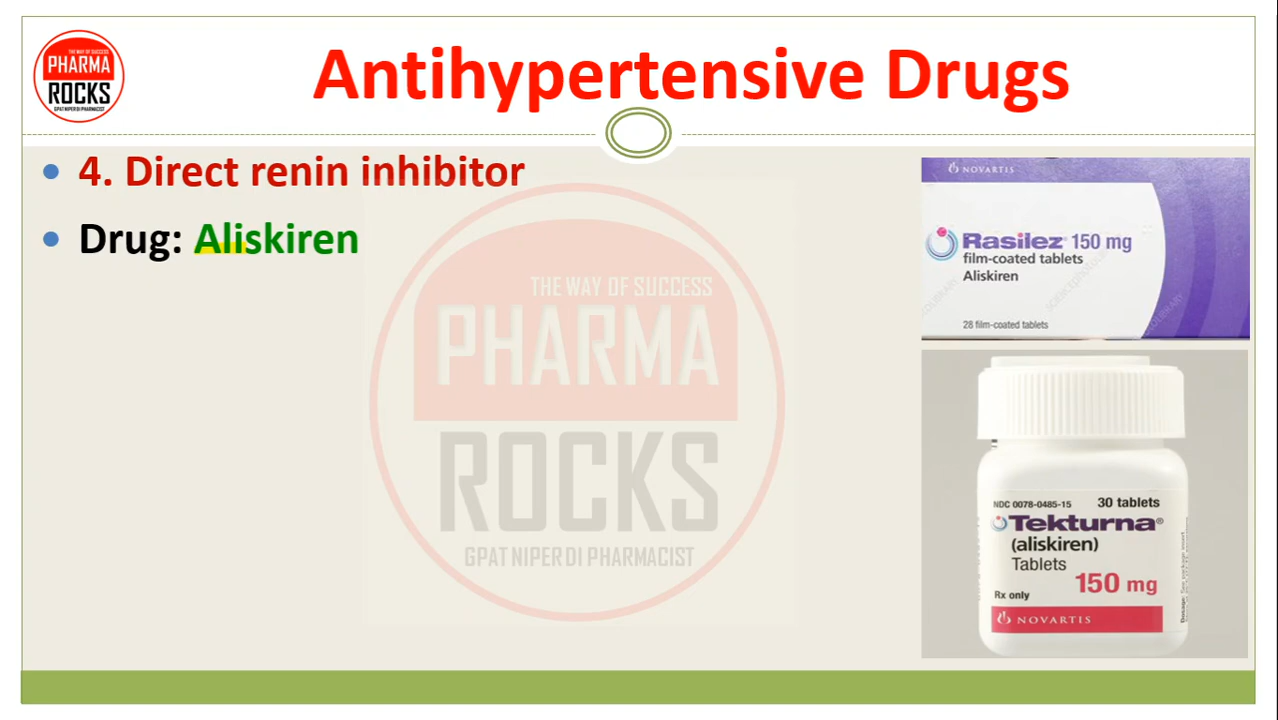 THE WAY OF SUCCESS
PHARMA
ROCKS
GPAT NIPER DI PHARMACIST
Antihypertensive Drugs
4. Direct renin inhibitor
Drug: Aliskiren
THE WAY OF SUCCESS
PHARMA
ROCKS
GPAT NIPER DI PHARMACIST
NOVARTIS
Rasilez 150 mg
film-coated tablets
Aliskiren
28 film-coated tablets
NDC 0078-0485-15 30 tablets
Tekturna®
(aliskiren)
Tablets
150 mg
Rx only
NOVARTIS